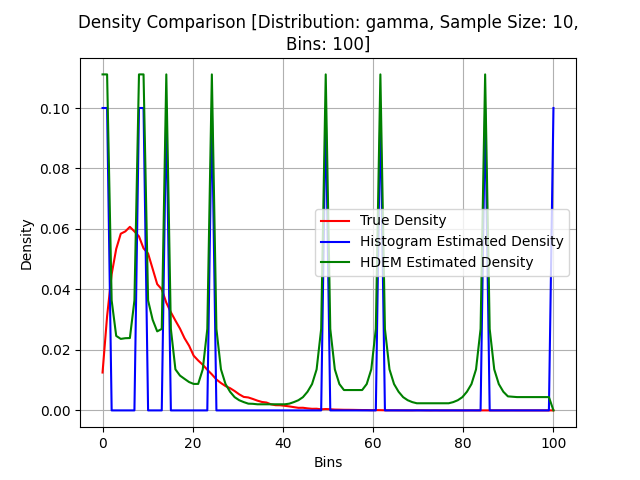 Density Comparison [Distribution: gamma, Sample Size: 10,
Bins: 100]
Density
0.10
0.08
0.06
0.04
0.02
0.00
True Density
Histogram Estimated Density
HDEM Estimated Density
0 20 40 60 80 100
Bins